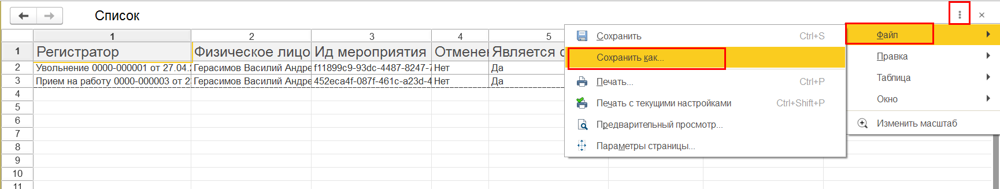 Список
1 2 3 4 5
1 Регистратор Физическое лицо Ид мероприятия Отменен Является с
2 Увольнение 0000-000001 от 27.04.2 Герасимов Василий Андре f11899c9-93dc-4487-8247-7 Нет Да
3 Прием на работу 0000-000003 от 2 Герасимов Василий Андре 452eca4f-087f-461c-a23d-4 Нет Да
4
5
6
7
8
9
10
11
Сохранить Ctrl+S
Сохранить как...
Печать... Ctrl+P
Печать с текущими настройками Ctrl+Shift+P
Предварительный просмотр...
Параметры страницы...
Файл
Правка
Таблица
Окно
Изменить масштаб